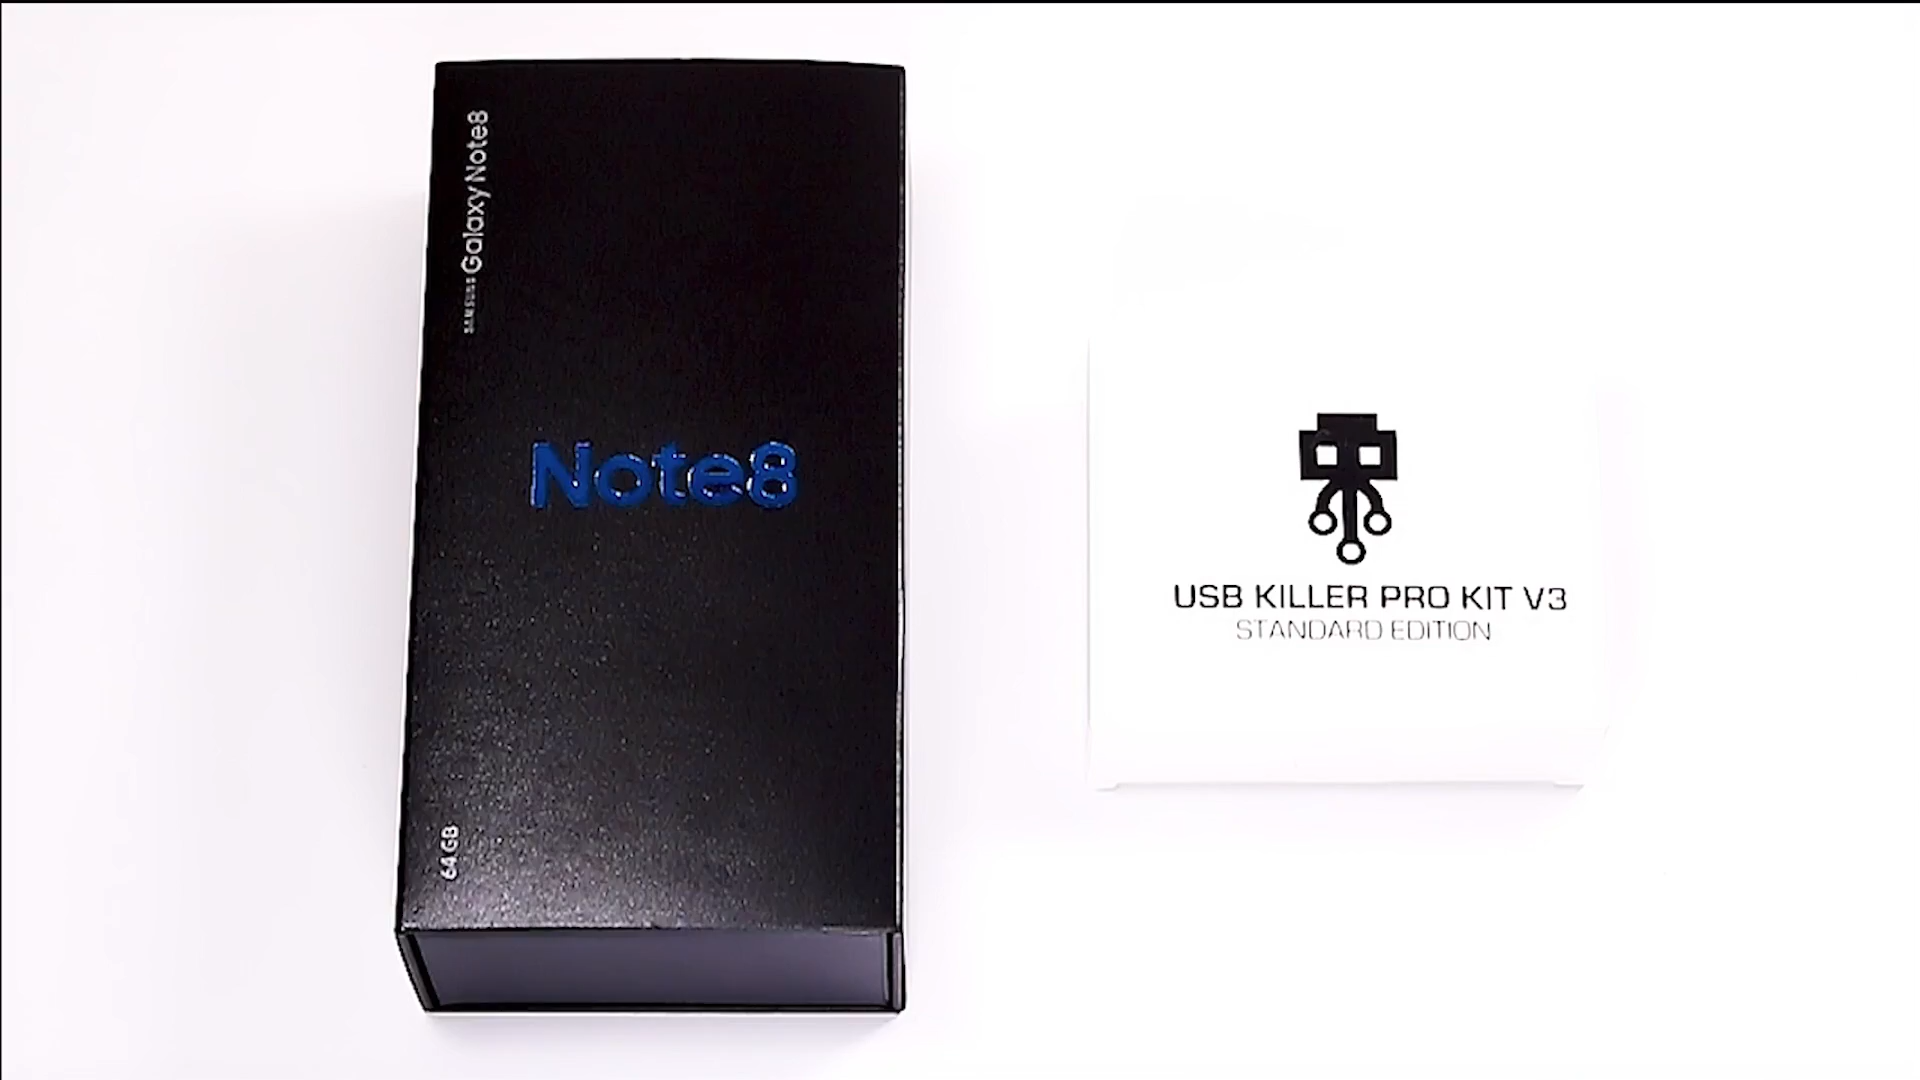 SAMSUNG Galaxy Note8
Note8
64GB
USB KILLER PRO KIT V3
STANDARD EDITION